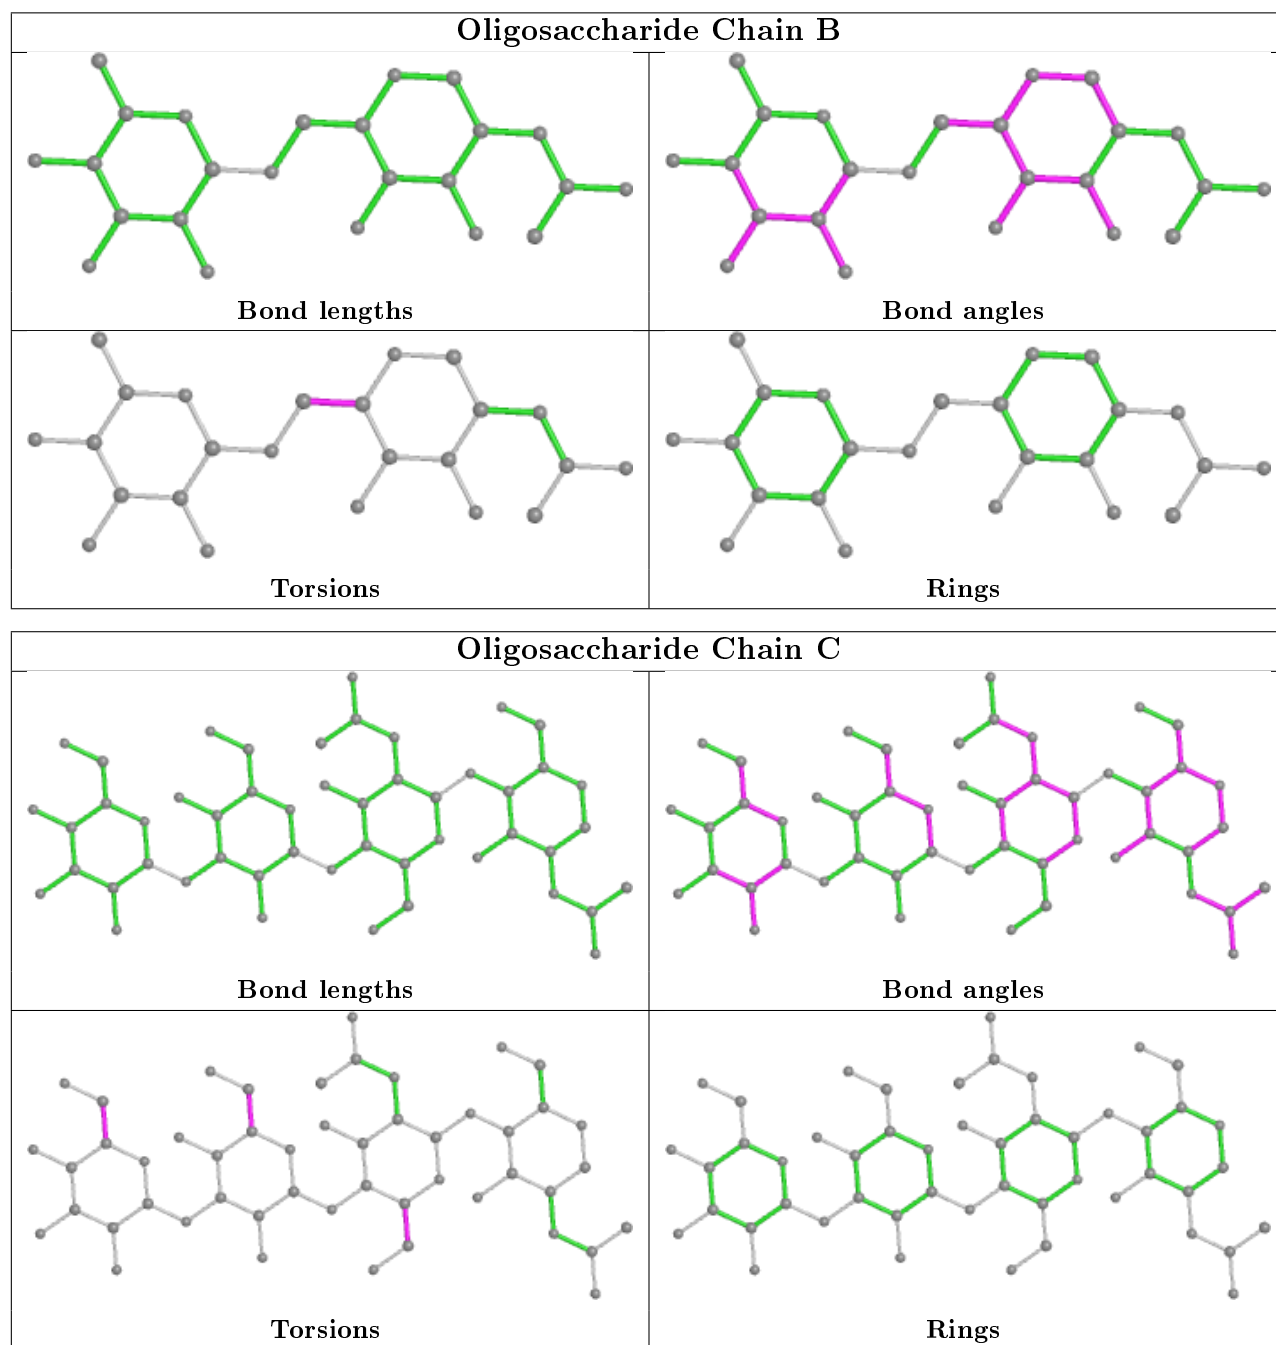 Oligosaccharide Chain B
Bond lengths
Bond angles
Torsions
Rings
Oligosaccharide Chain C
Bond lengths
Bond angles
Torsions
Rings